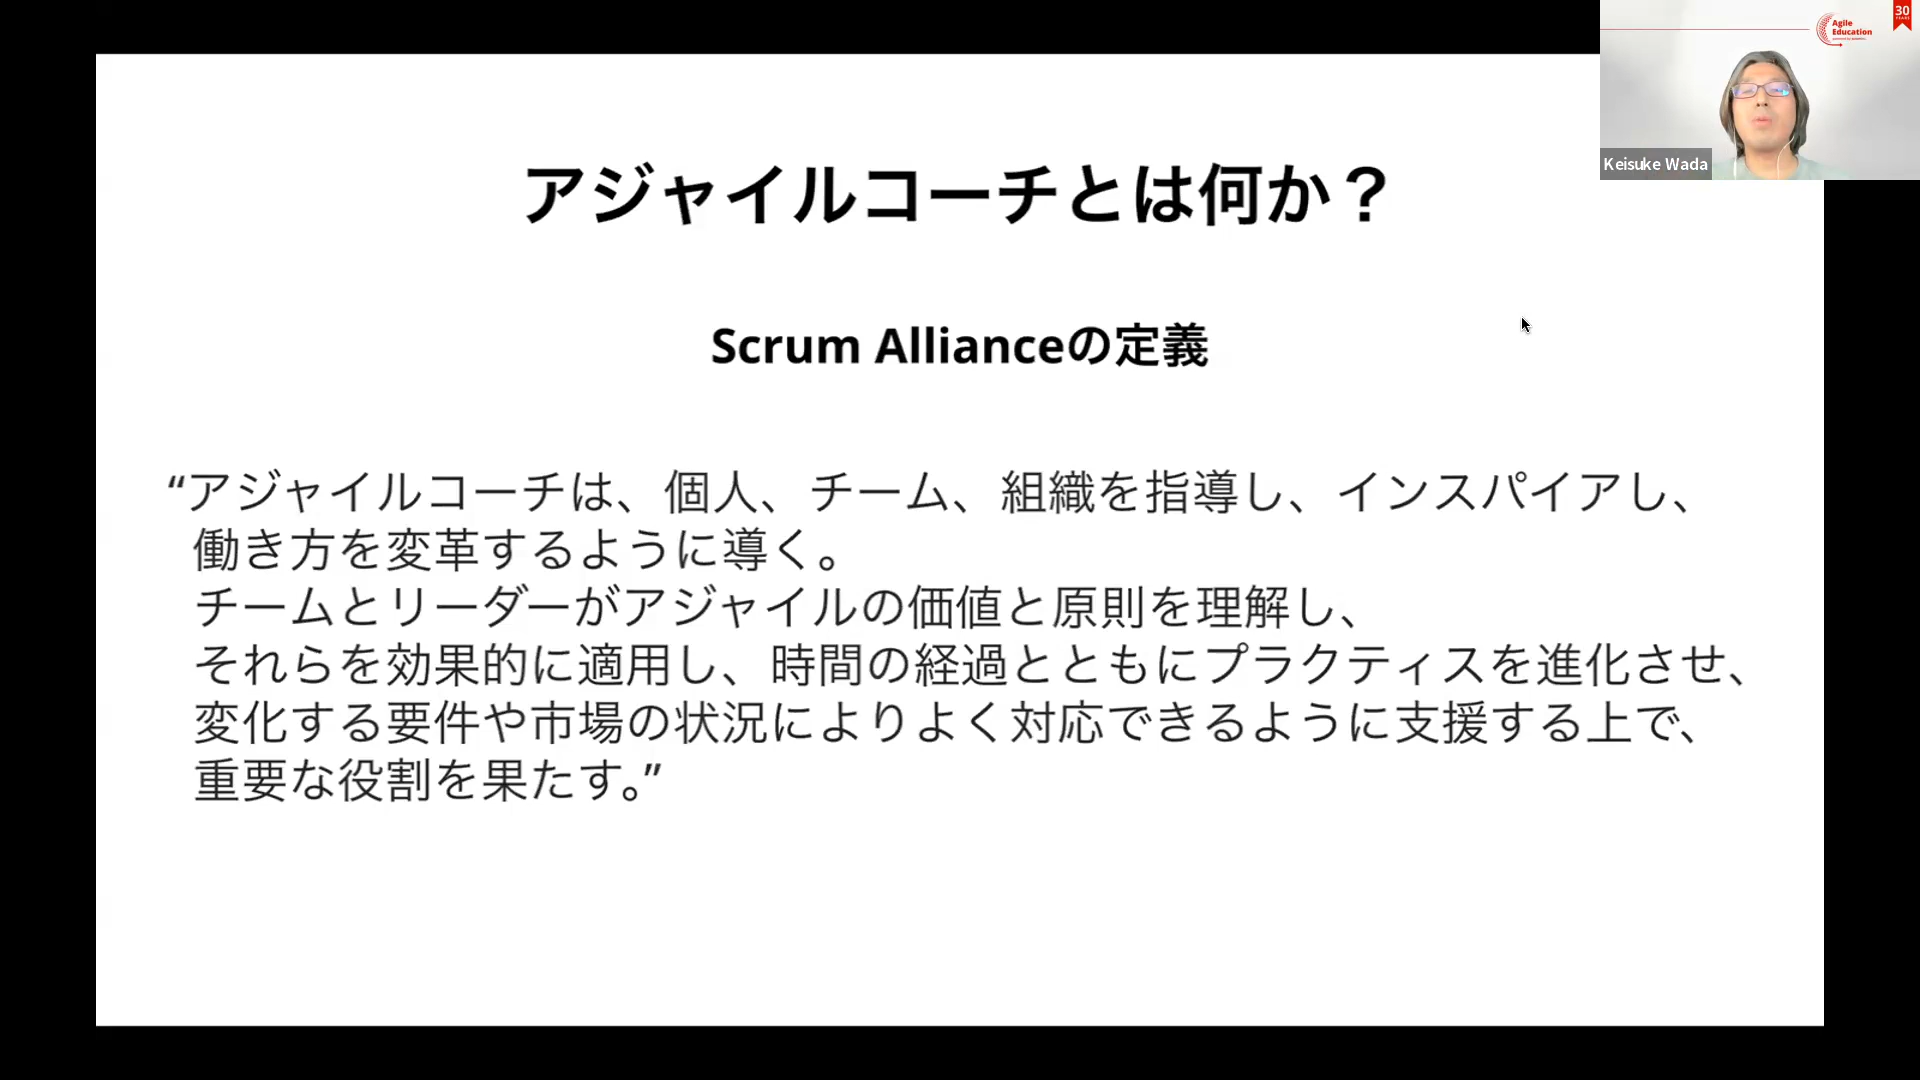 アジャイルコーチとは何か？
Scrum Allianceの定義
“アジャイルコーチは、個人、チーム、組織を指導し、インスパイアし、
働き方を変革するように導く。
チームとリーダーがアジャイルの価値と原則を理解し、
それらを効果的に適用し、時間の経過とともにプラクティスを進化させ、
変化する要件や市場の状況によりよく対応できるように支援する上で、
重要な役割を果たす。”
Agile
Education
30
Keisuke Wada